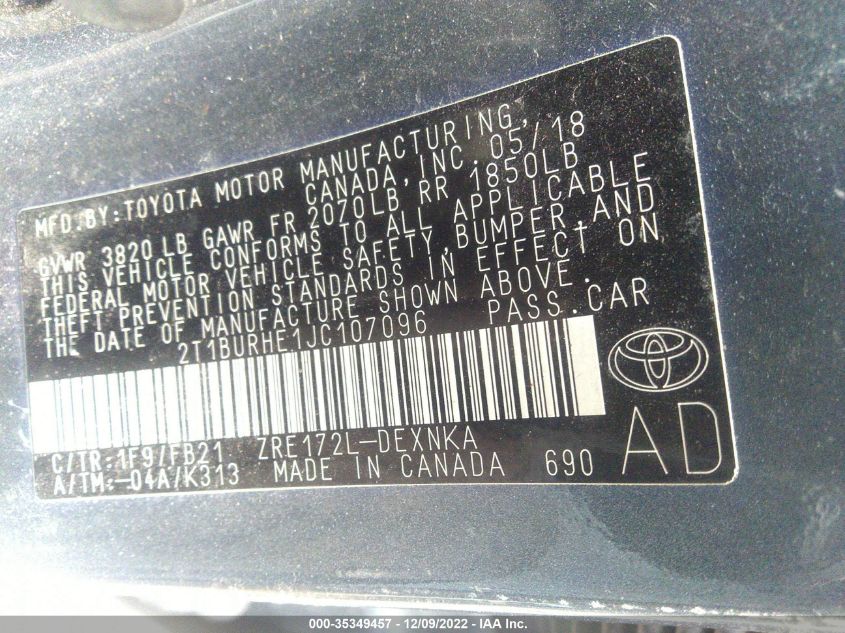 MFD.BY:TOYOTA MOTOR MANUFACTURING,
CANADA, INC. 05/18
GVWR 3820 LB GAWR FR 2070LB RR 1850LB
THIS VEHICLE CONFORMS TO ALL APPLICABLE
FEDERAL MOTOR VEHICLE SAFETY,BUMPER,AND
THEFT PREVENTION STANDARDS IN EFFECT ON
THE DATE OF MANUFACTURE SHOWN ABOVE.
2T1BURHE1JC107096 PASS.CAR
C/TR:1F9/FB21 ZRE172L-DEXNKA
A/TM:-04A/K313 MADE IN CANADA 690
AD
000-35349457 - 12/09/2022 - IAA Inc.